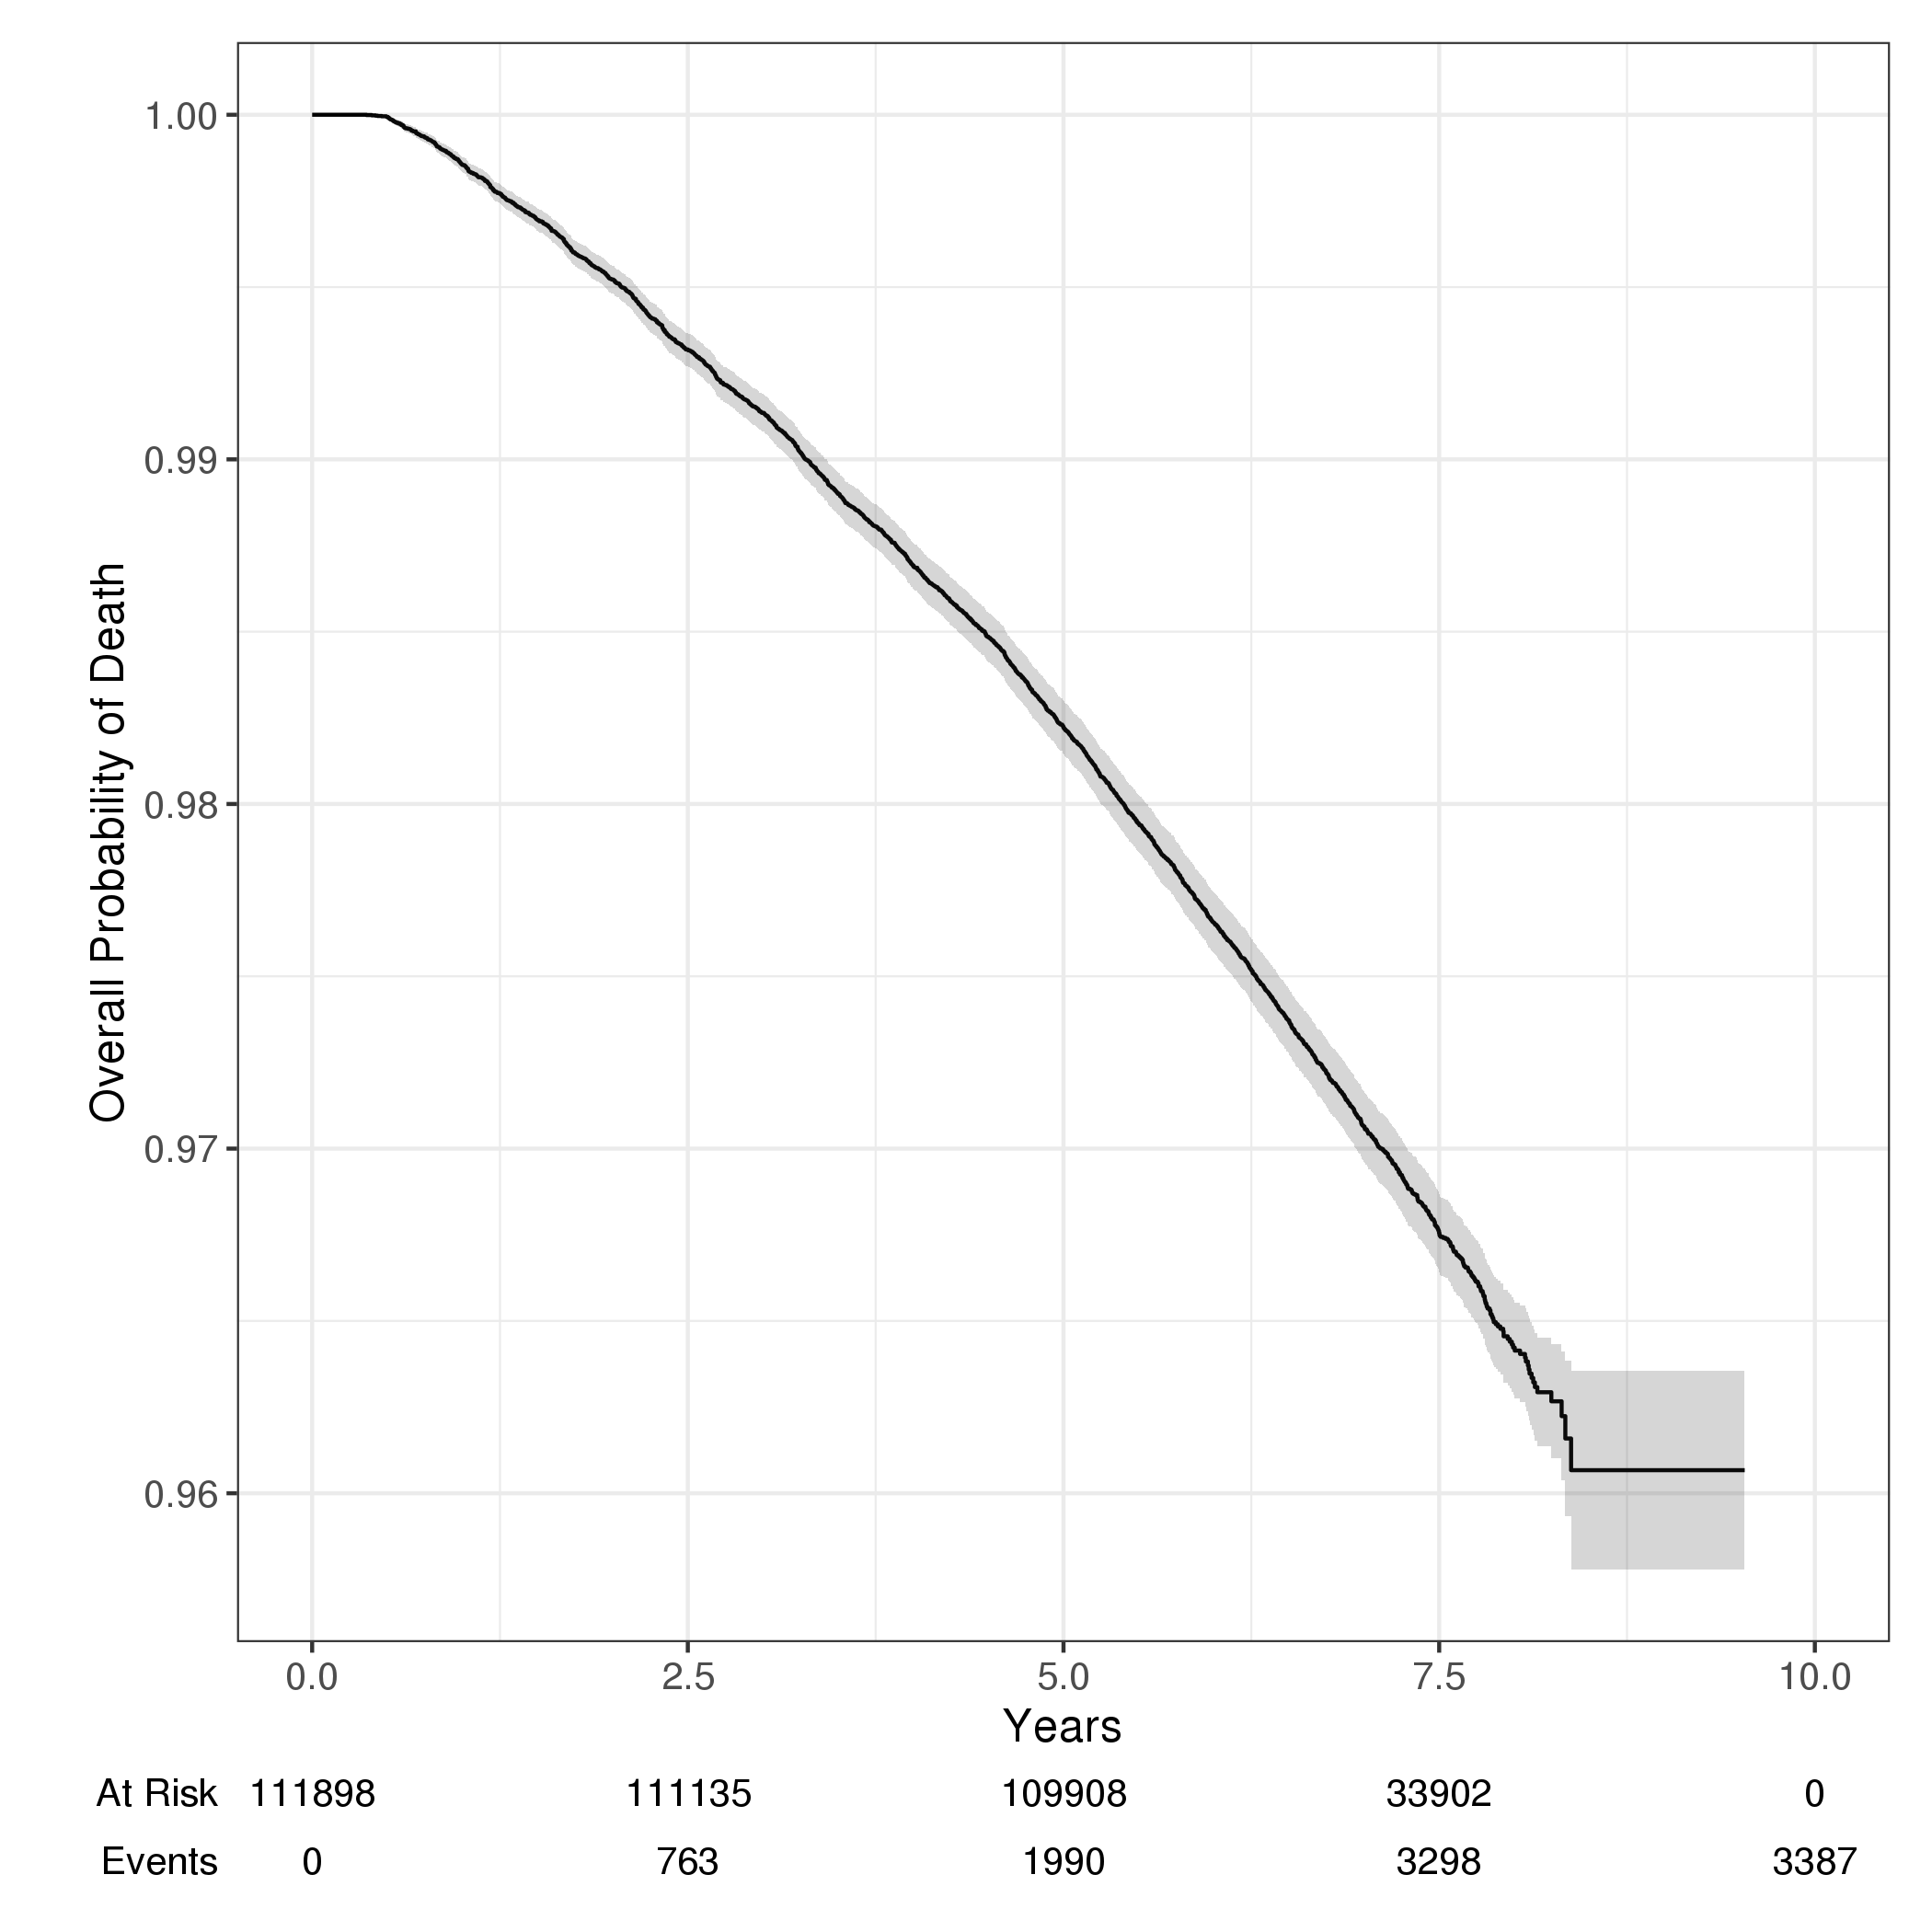 Overall Probability of Death
1.00
0.99
0.98
0.97
0.96
0.0 2.5 5.0 7.5 10.0
Years
At Risk 111898 111135 109908 33902 0
Events 0 763 1990 3298 3387